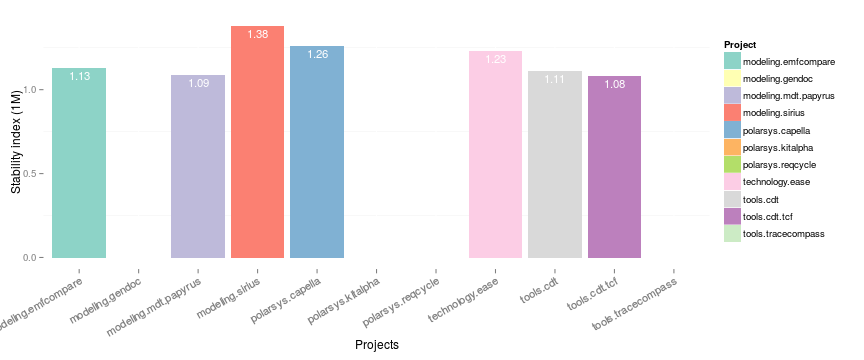 1.38
1.26
1.23
1.13
1.11
1.09
1.08
Stability index (1M)
1.0
0.5
0.0
deling.emfcompare
modeling.gendoc
modeling.mdt.papyrus
modeling.sirius
polarsys.capella
polarsys.kitalpha
polarsys.reqcycle
technology.ease
tools.cdt
tools.cdt.tcf
tools.tracecompass
Projects
Project
modeling.emfcompare
modeling.gendoc
modeling.mdt.papyrus
modeling.sirius
polarsys.capella
polarsys.kitalpha
polarsys.reqcycle
technology.ease
tools.cdt
tools.cdt.tcf
tools.tracecompass